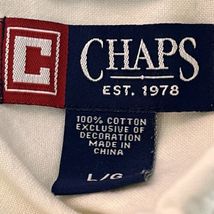 C
CHAPS
EST. 1978
100% COTTON
EXCLUSIVE OF
DECORATION
MADE IN
CHINA
L/G